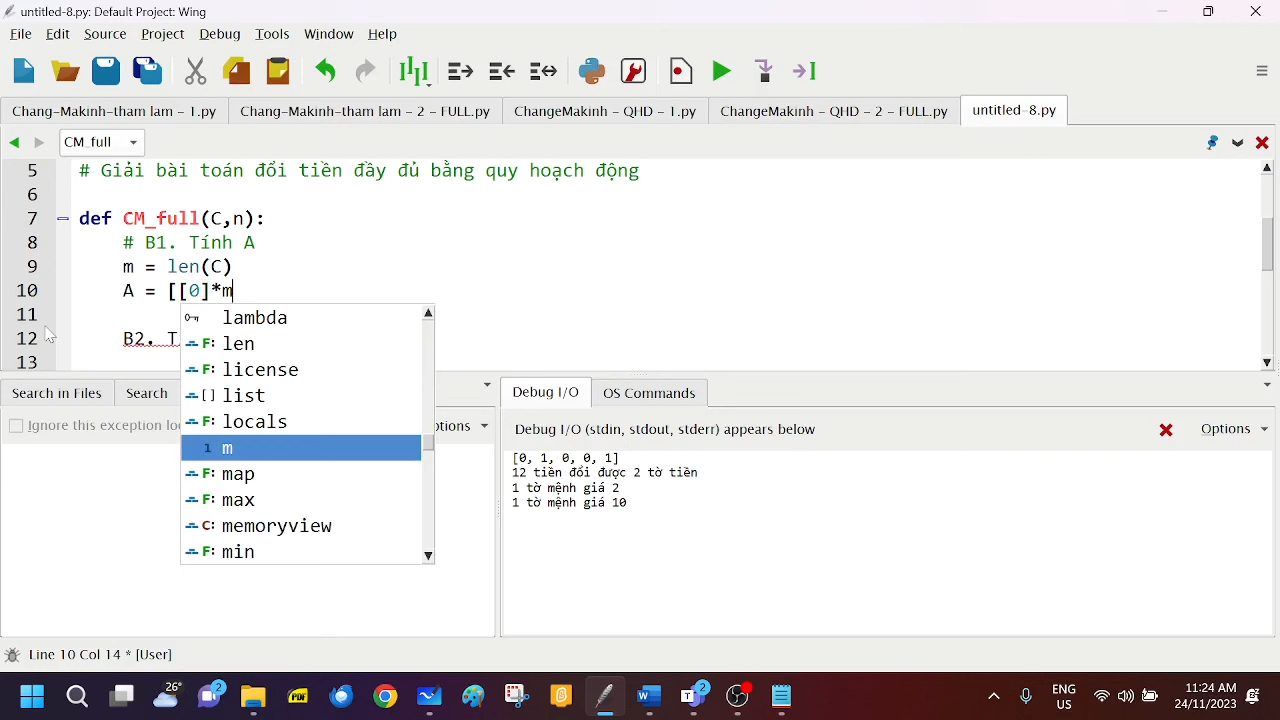 untitled-8.py: Default Project: Wing
File Edit Source Project Debug Tools Window Help
Chang-Makinh-tham lam - 1.py Chang-Makinh-tham lam - 2 - FULL.py ChangeMakinh - QHD - 1.py ChangeMakinh - QHD - 2 - FULL.py untitled-8.py
CM_full
5 # Giải bài toán đổi tiền đầy đủ bằng quy hoạch động
6
7 def CM_full(C,n):
8 # B1. Tính A
9 m = len(C)
10 A = [[0]*m
11
12 B2. T
13
lambda
len
license
list
locals
1 m
map
max
memoryview
min
Search in Files Search
Ignore this exception loc
ptions
Debug I/O OS Commands
Debug I/O (stdin, stdout, stderr) appears below Options
[0, 1, 0, 0, 1]
12 tiền đổi được 2 tờ tiền
1 tờ mệnh giá 2
1 tờ mệnh giá 10
Line 10 Col 14 * [User]
26°
2
PDF
2
ENG
US
11:24 AM
24/11/2023